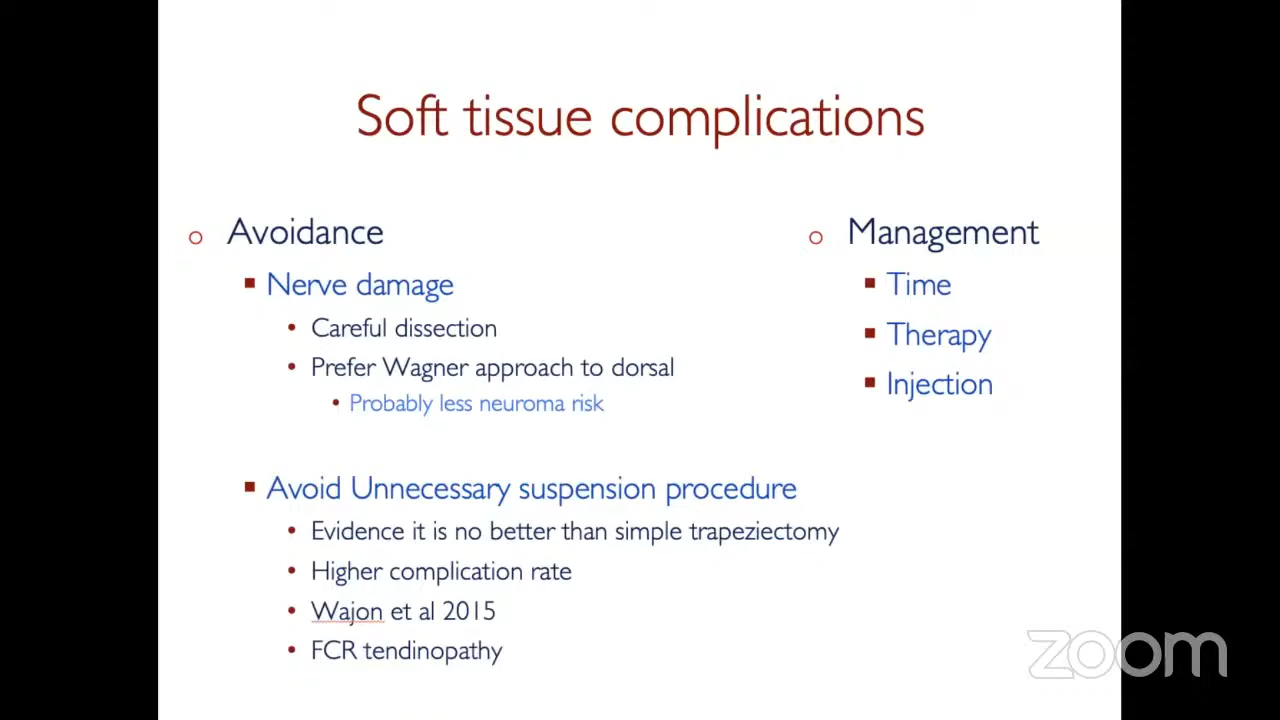 Soft tissue complications
Avoidance
Nerve damage
Careful dissection
Prefer Wagner approach to dorsal
Probably less neuroma risk
Avoid Unnecessary suspension procedure
Evidence it is no better than simple trapeziectomy
Higher complication rate
Wajon et al 2015
FCR tendinopathy
Management
Time
Therapy
Injection
zoom